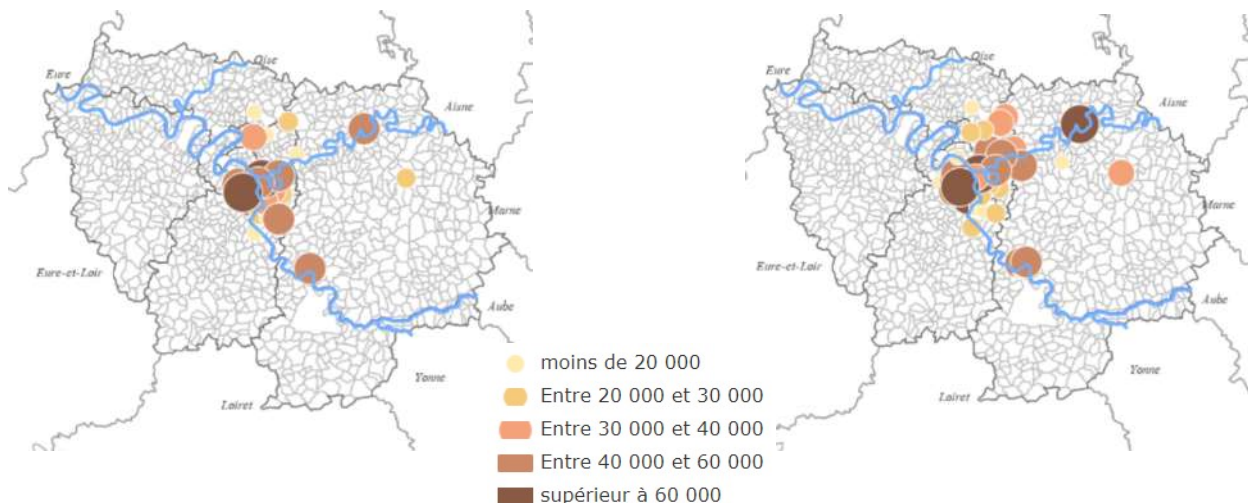 Eure
Oise
Aisne
Marne
Eure-et-Loir
Aube
Yonne
Loiret
Eure
Oise
Aisne
Marne
Eure-et-Loir
Aube
Yonne
Loiret
moins de 20 000
Entre 20 000 et 30 000
Entre 30 000 et 40 000
Entre 40 000 et 60 000
supérieur à 60 000